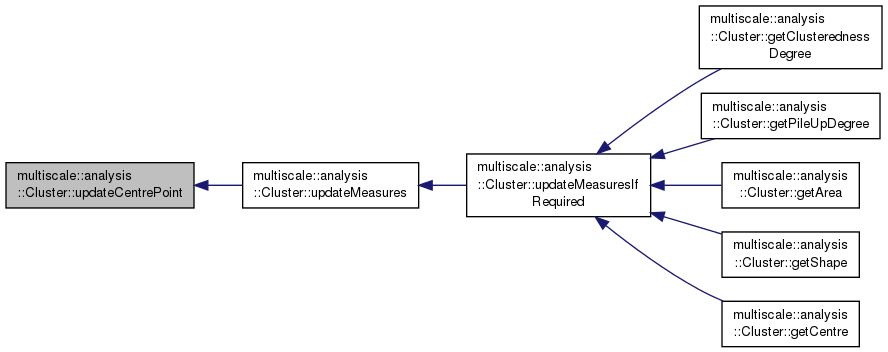 multiscale::analysis
::Cluster::updateCentrePoint
multiscale::analysis
::Cluster::updateMeasures
multiscale::analysis
::Cluster::updateMeasuresIf
Required
multiscale::analysis
::Cluster::getClusteredness
Degree
multiscale::analysis
::Cluster::getPileUpDegree
multiscale::analysis
::Cluster::getArea
multiscale::analysis
::Cluster::getShape
multiscale::analysis
::Cluster::getCentre